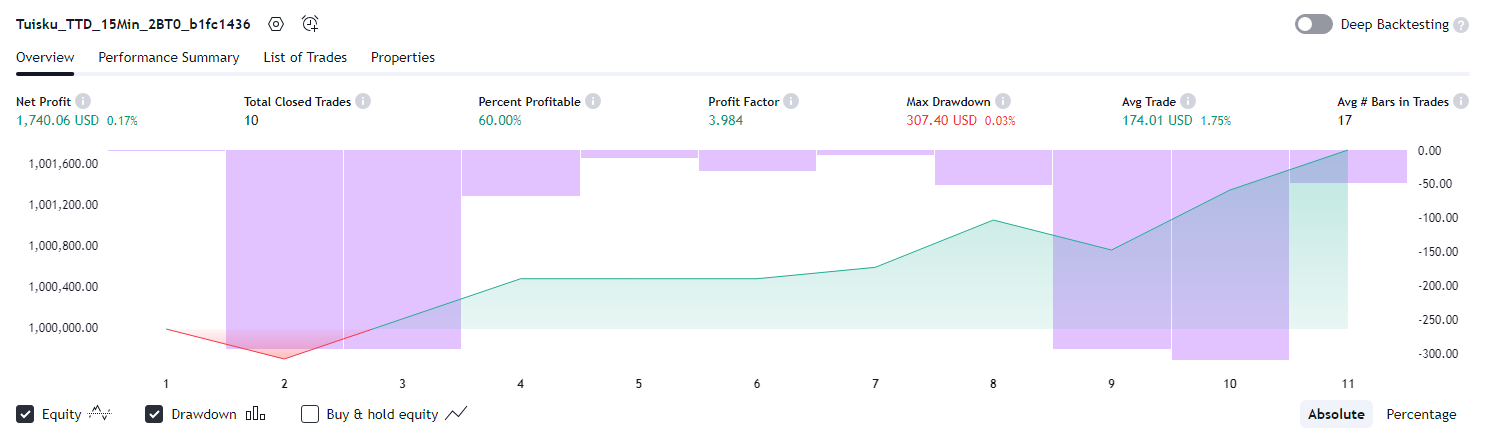 Tuisku_TTD_15Min_2BT0_b1fc1436
Deep Backtesting
Overview Performance Summary List of Trades Properties
Net Profit Total Closed Trades Percent Profitable Profit Factor Max Drawdown Avg Trade Avg # Bars in Trades
1,740.06 USD 0.17% 10 60.00% 3.984 307.40 USD 0.03% 174.01 USD 1.75% 17
1,001,600.00 0.00
-50.00
1,001,200.00 -100.00
1,000,800.00 -150.00
1,000,400.00 -200.00
1,000,000.00 -250.00
-300.00
1 2 3 4 5 6 7 8 9 10 11
Equity Drawdown Buy & hold equity Absolute Percentage